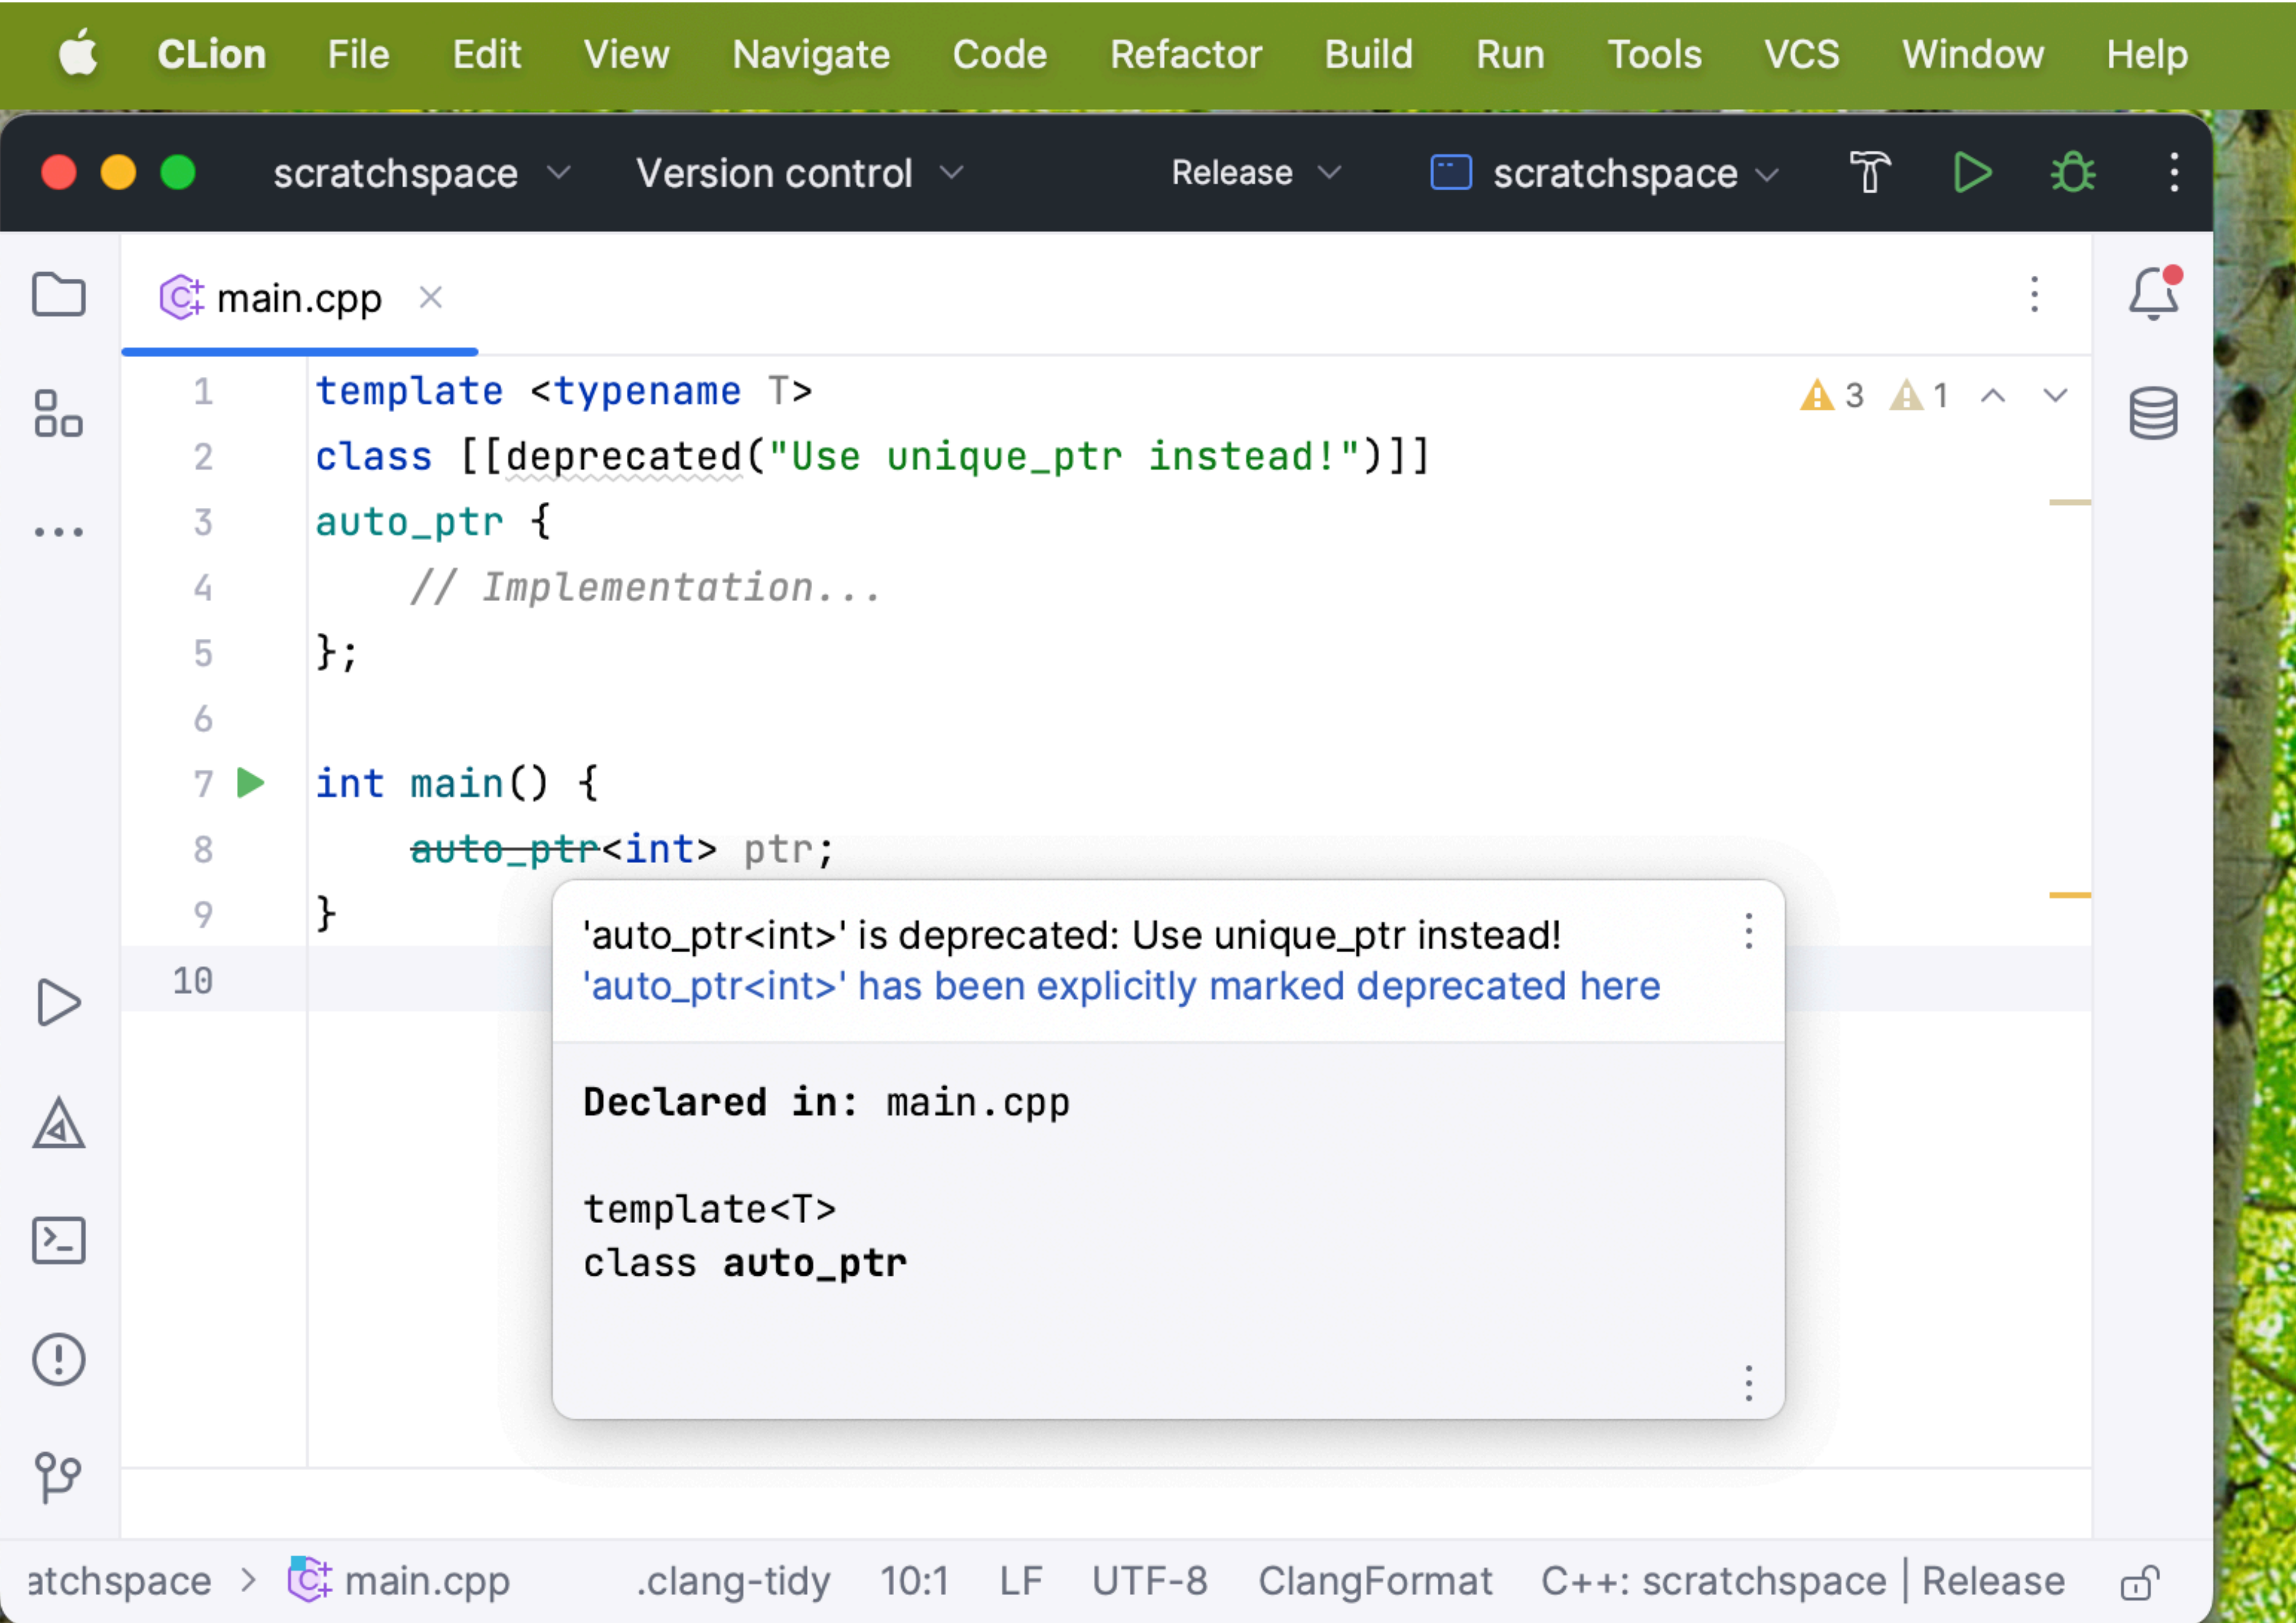 CLion File Edit View Navigate Code Refactor Build Run Tools VCS Window Help
scratchspace Version control Release scratchspace
main.cpp
3 1
1 template <typename T>
2 class [[deprecated("Use unique_ptr instead!")]]
3 auto_ptr {
4 // Implementation...
5 };
6
7 int main() {
8 auto_ptr<int> ptr;
9 }
10
'auto_ptr<int>' is deprecated: Use unique_ptr instead!
'auto_ptr<int>' has been explicitly marked deprecated here
Declared in: main.cpp
template<T>
class auto_ptr
atchspace > main.cpp .clang-tidy 10:1 LF UTF-8 ClangFormat C++: scratchspace | Release